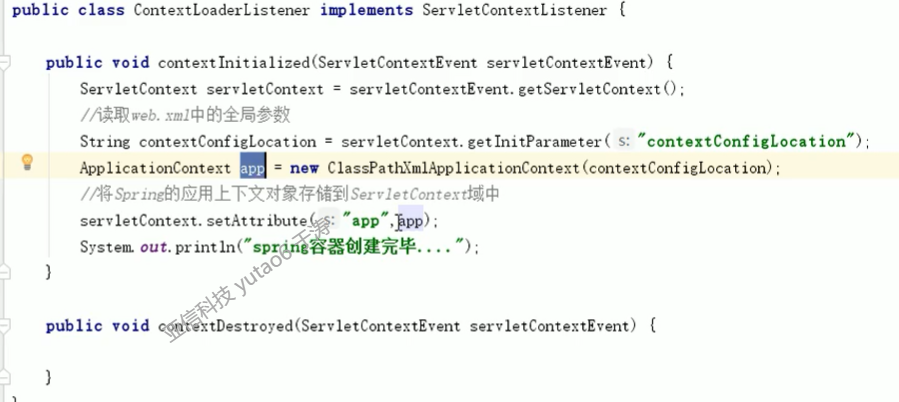 public class ContextLoaderListener implements ServletContextListener {
public void contextInitialized(ServletContextEvent servletContextEvent) {
ServletContext servletContext = servletContextEvent.getServletContext();
//读取web.xml中的全局参数
String contextConfigLocation = servletContext.getInitParameter( s: "contextConfigLocation");
ApplicationContext app = new ClassPathXmlApplicationContext(contextConfigLocation);
//将Spring的应用上下文对象存储到ServletContext域中
servletContext.setAttribute( s: "app",app);
System.out.println("spring容器创建完毕....");
}
public void contextDestroyed(ServletContextEvent servletContextEvent) {
}
}
亚信科技 yutao6 于涛